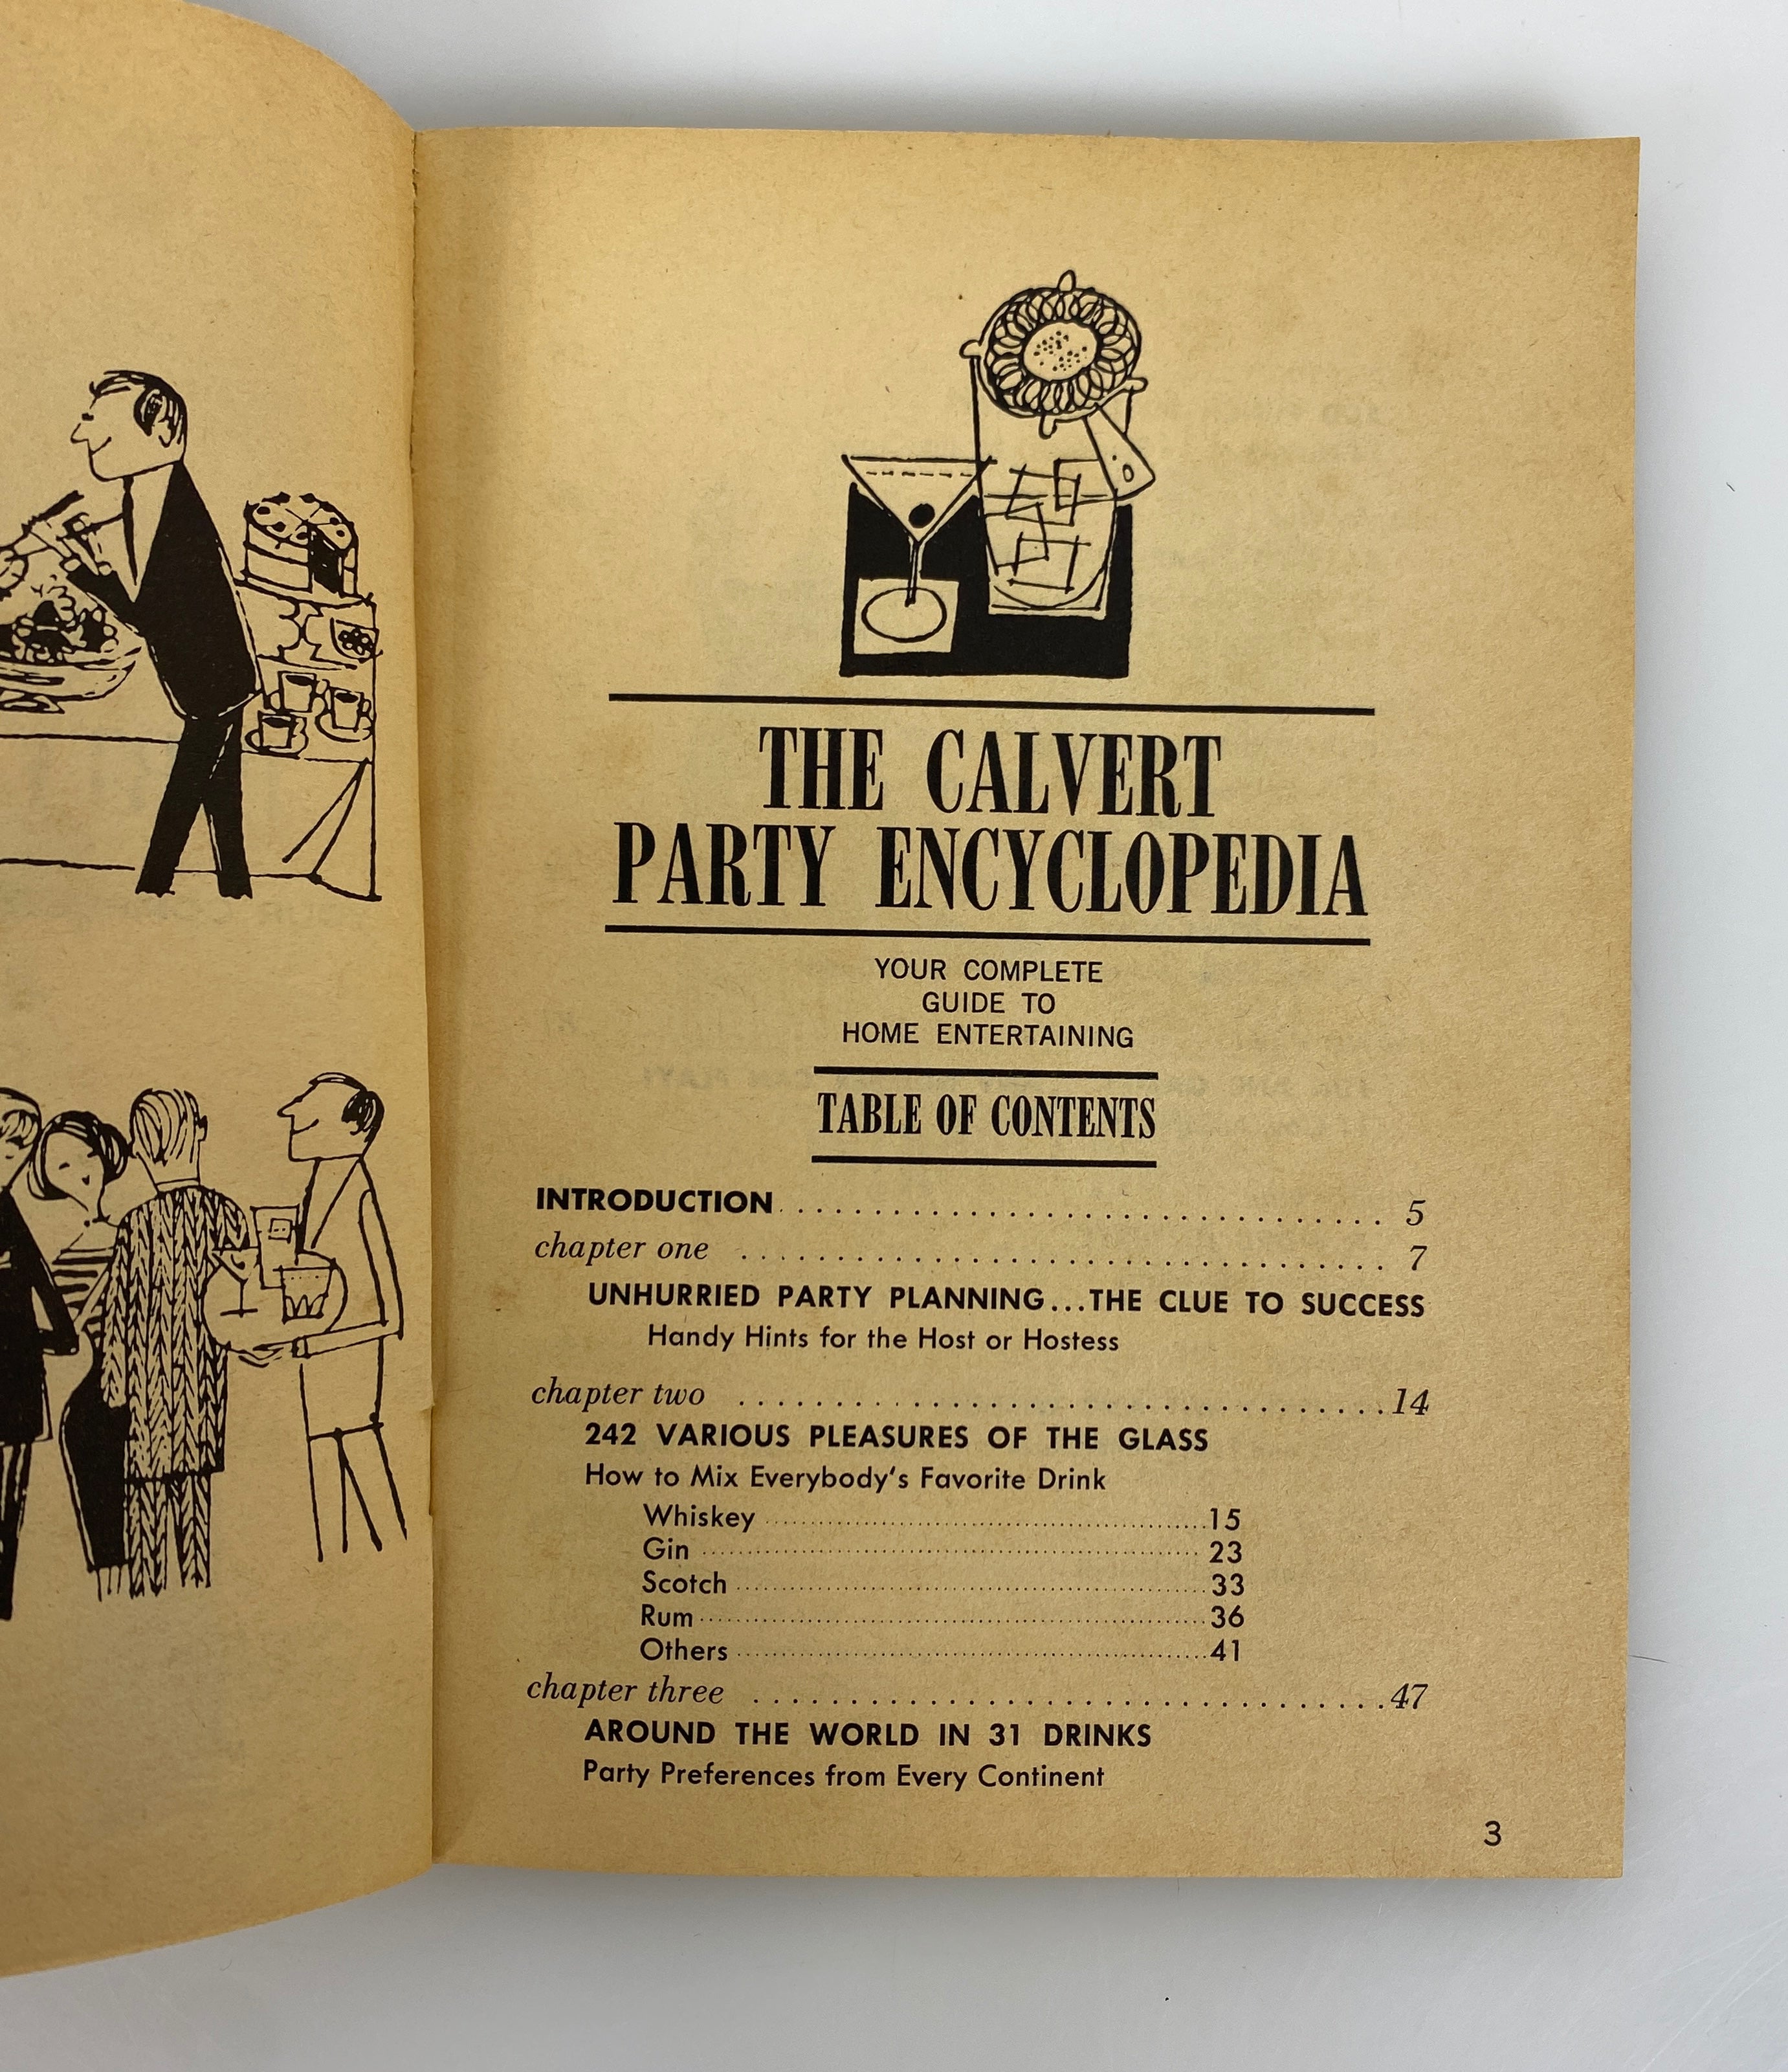 THE CALVERT
PARTY ENCYCLOPEDIA
YOUR COMPLETE
GUIDE TO
HOME ENTERTAINING
TABLE OF CONTENTS
INTRODUCTION . . . . . . . . . . . . . . . . . . . . . . . . . . . . . . . . . . . . . 5
chapter one . . . . . . . . . . . . . . . . . . . . . . . . . . . . . . . . . . . . . . . 7
UNHURRIED PARTY PLANNING...THE CLUE TO SUCCESS
Handy Hints for the Host or Hostess
chapter two . . . . . . . . . . . . . . . . . . . . . . . . . . . . . . . . . . . . . . . 14
242 VARIOUS PLEASURES OF THE GLASS
How to Mix Everybody's Favorite Drink
Whiskey ........................................ 15
Gin ........................................ 23
Scotch ........................................ 33
Rum ........................................ 36
Others ........................................ 41
chapter three . . . . . . . . . . . . . . . . . . . . . . . . . . . . . . . . . . . . . . . 47
AROUND THE WORLD IN 31 DRINKS
Party Preferences from Every Continent
3